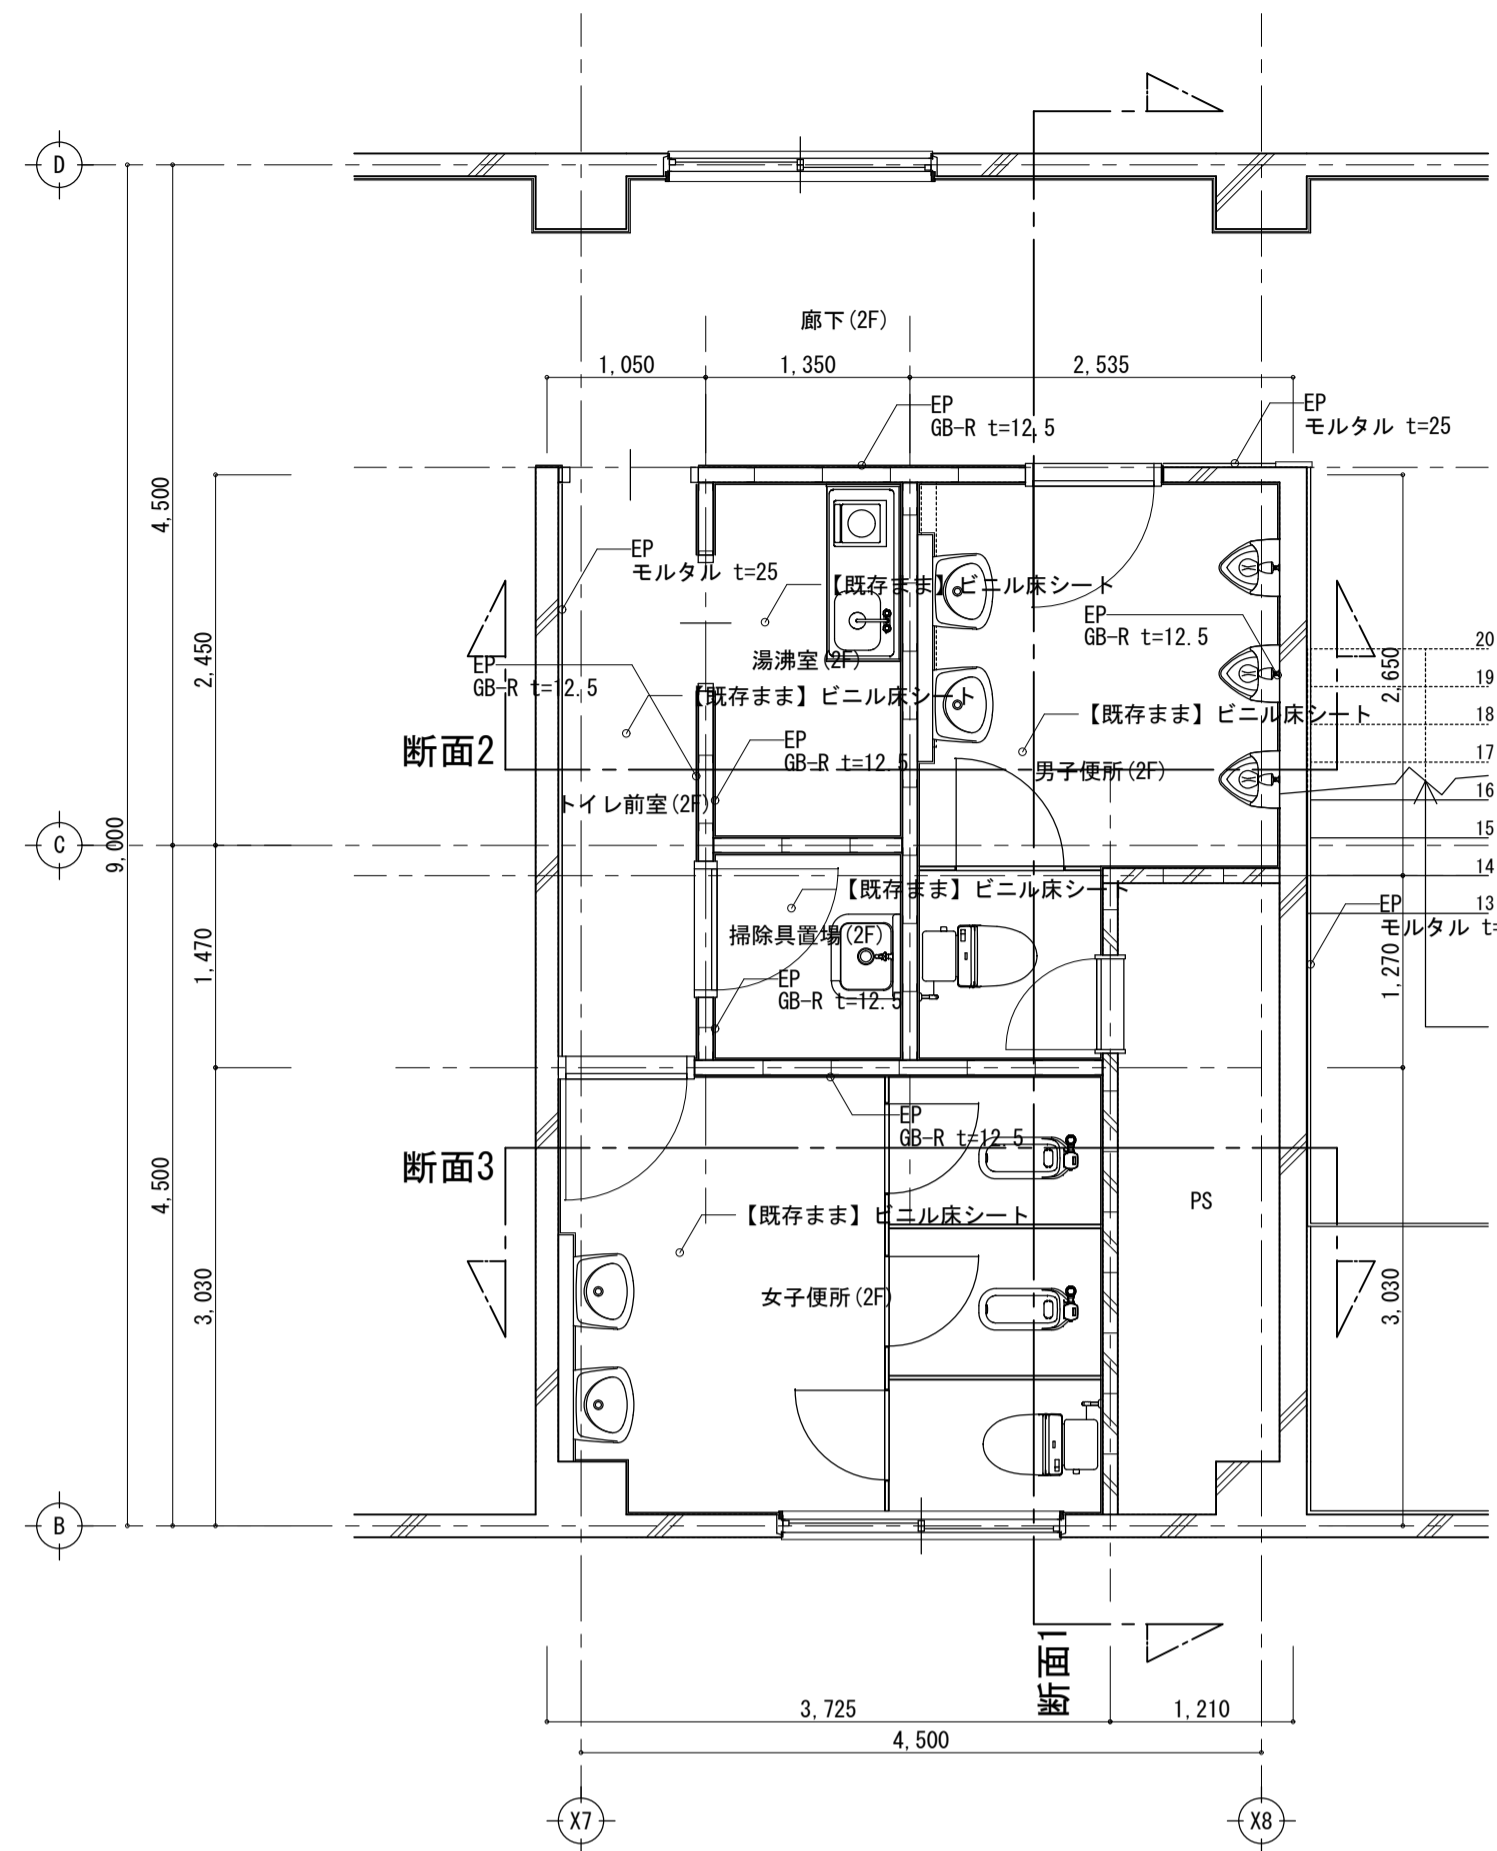 D
廊下(2F)
1,050
1,350
2,535
EP
GB-R t=12.5
EP
モルタル t=25
4,500
EP
モルタル t=25
【既存まま】ビニル床シート
EP
GB-R t=12.5
2,450
湯沸室(2F)
EP
GB-R t=12.5
【既存まま】ビニル床シート
2,650
20
19
18
17
16
15
14
13
【既存まま】ビニル床シート
断面2
EP
GB-R t=12.5
男子便所(2F)
トイレ前室(2F)
C
9,000
【既存まま】ビニル床シート
掃除具置場(2F)
EP
モルタル t=
1,470
1,270
EP
GB-R t=12.5
EP
GB-R t=12.5
断面3
4,500
【既存まま】ビニル床シート
PS
3,030
女子便所(2F)
3,030
B
断面1
3,725
1,210
4,500
X7
X8